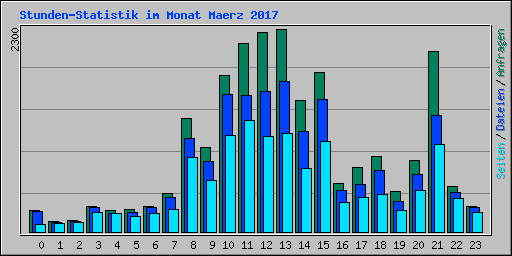 Stunden-Statistik im Monat Maerz 2017
2300
Seiten / Dateien / Anfragen
0 1 2 3 4 5 6 7 8 9 10 11 12 13 14 15 16 17 18 19 20 21 22 23